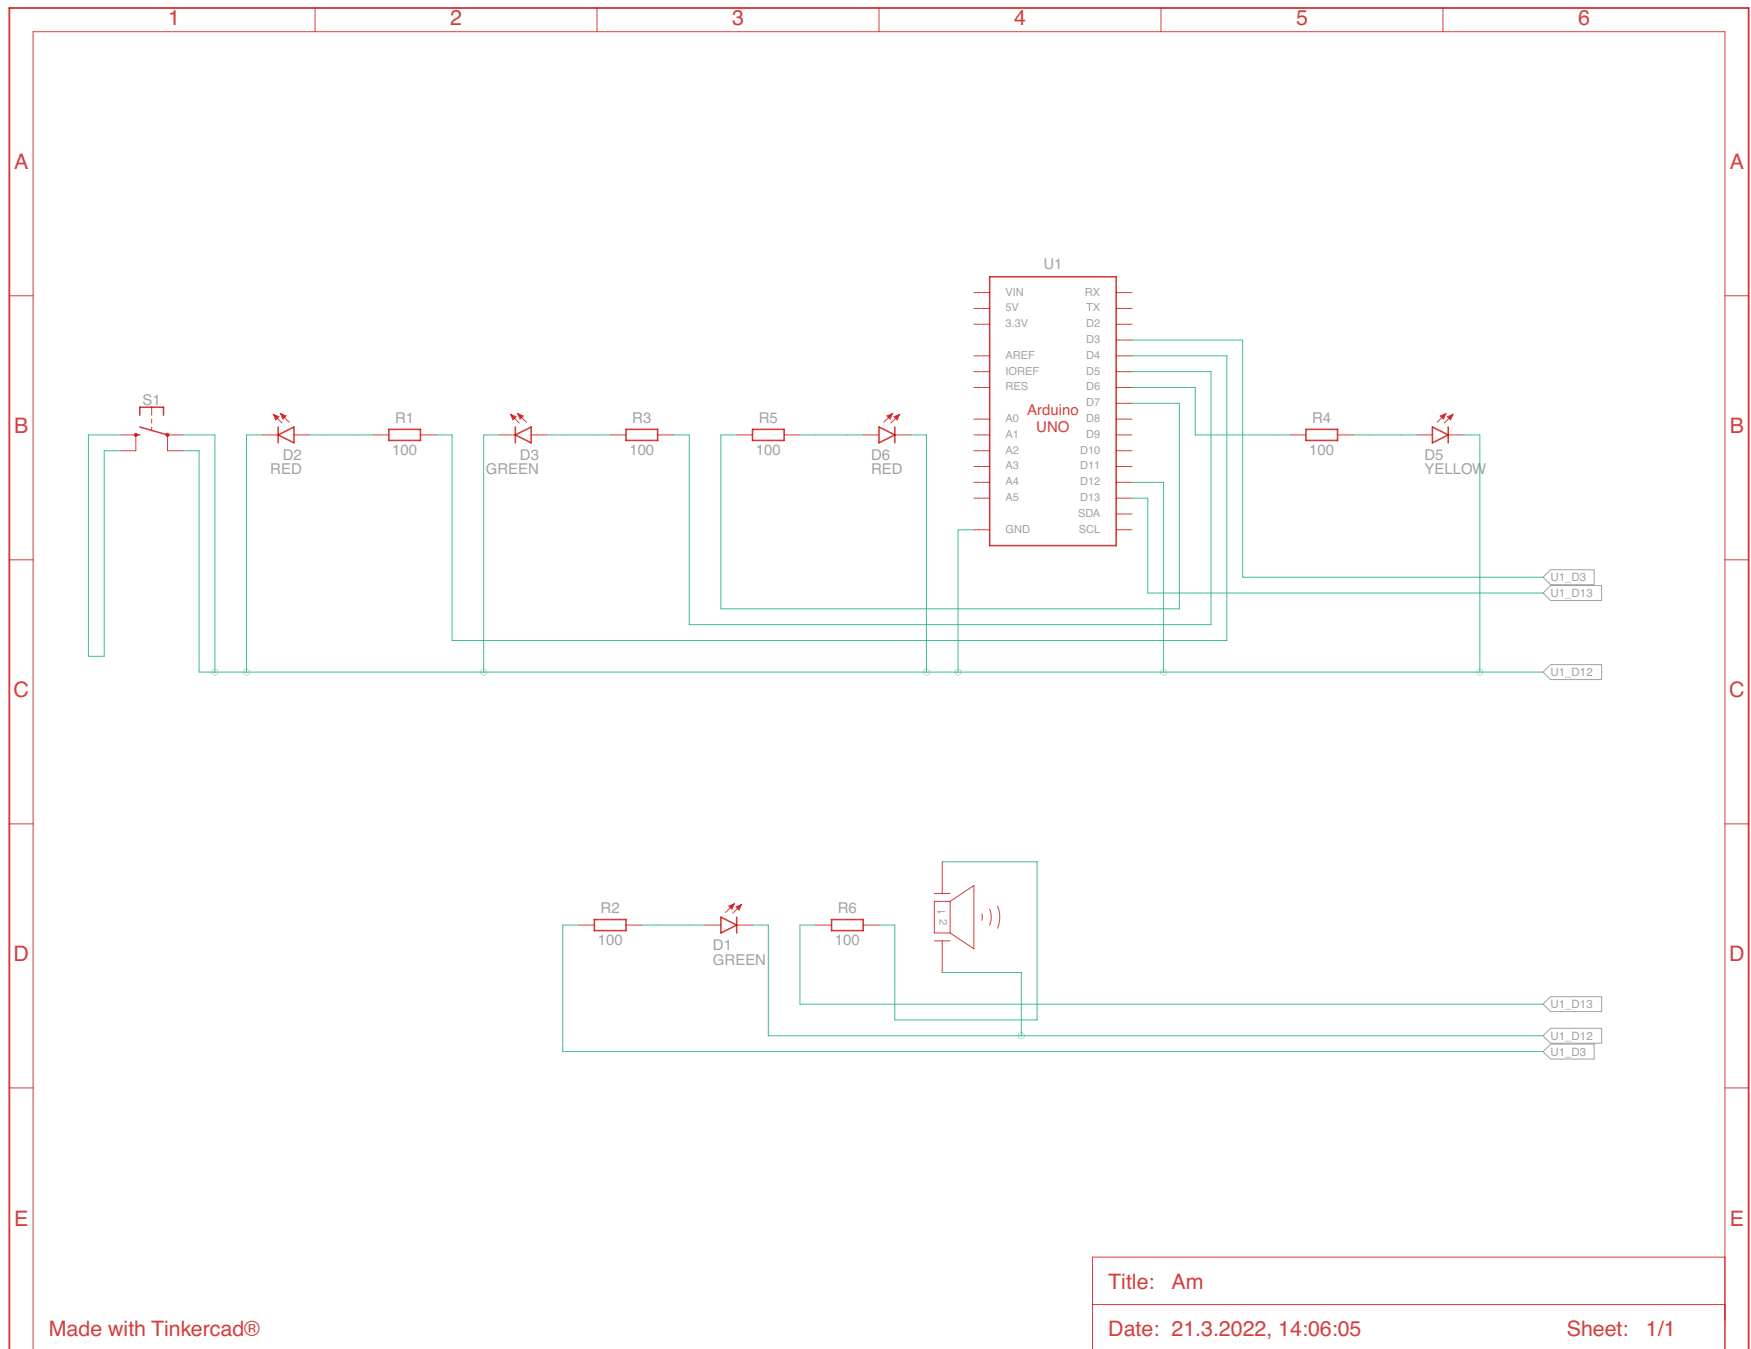 1 2 3 4 5 6
A A
U1
VIN RX
5V TX
3.3V D2
D3
AREF D4
IOREF D5
RES D6
D7
Arduino
UNO
A0 D8
A1 D9
A2 D10
A3 D11
A4 D12
A5 D13
SDA
GND SCL
B B
S1
R1
100
D2
RED
R3
100
D3
GREEN
R5
100
D6
RED
R4
100
D5
YELLOW
U1_D3
U1_D13
U1_D12
C C
R2
100
D1
GREEN
R6
100
1 2
D D
U1_D13
U1_D12
U1_D3
E E
Title: Am
Made with Tinkercad®
Date: 21.3.2022, 14:06:05 Sheet: 1/1